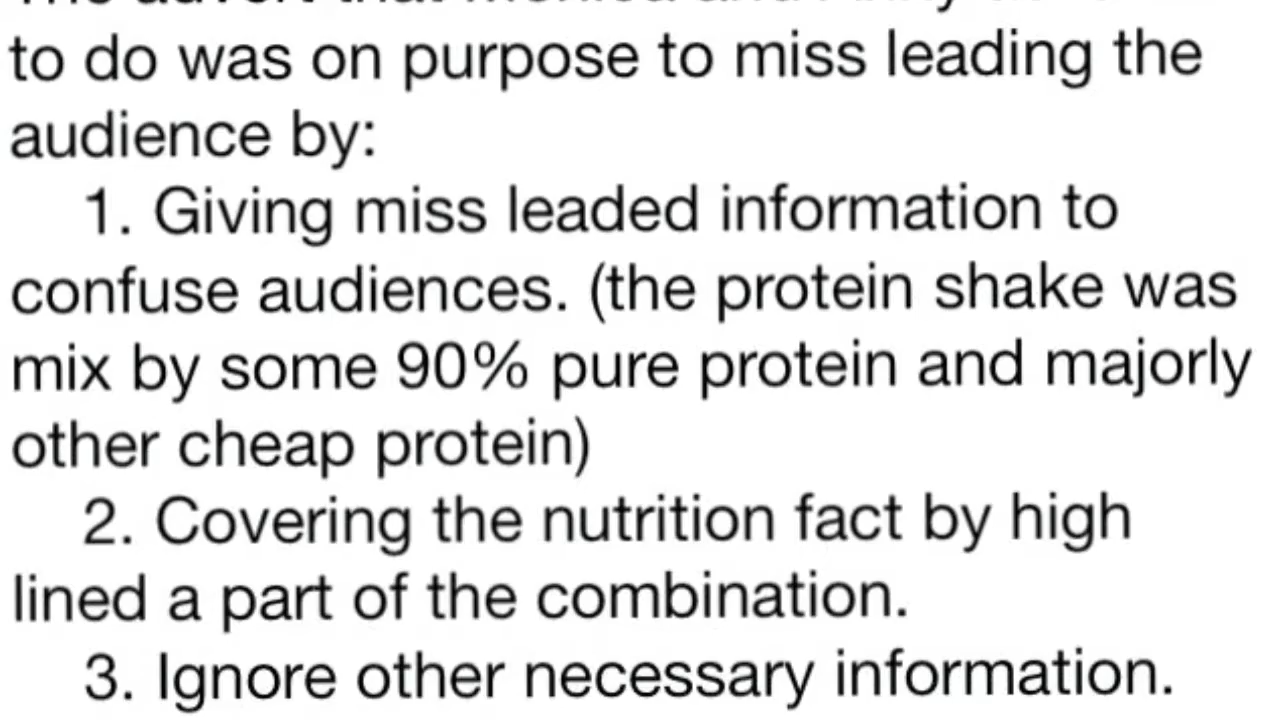 to do was on purpose to miss leading the
audience by:
1. Giving miss leaded information to
confuse audiences. (the protein shake was
mix by some 90% pure protein and majorly
other cheap protein)
2. Covering the nutrition fact by high
lined a part of the combination.
3. Ignore other necessary information.